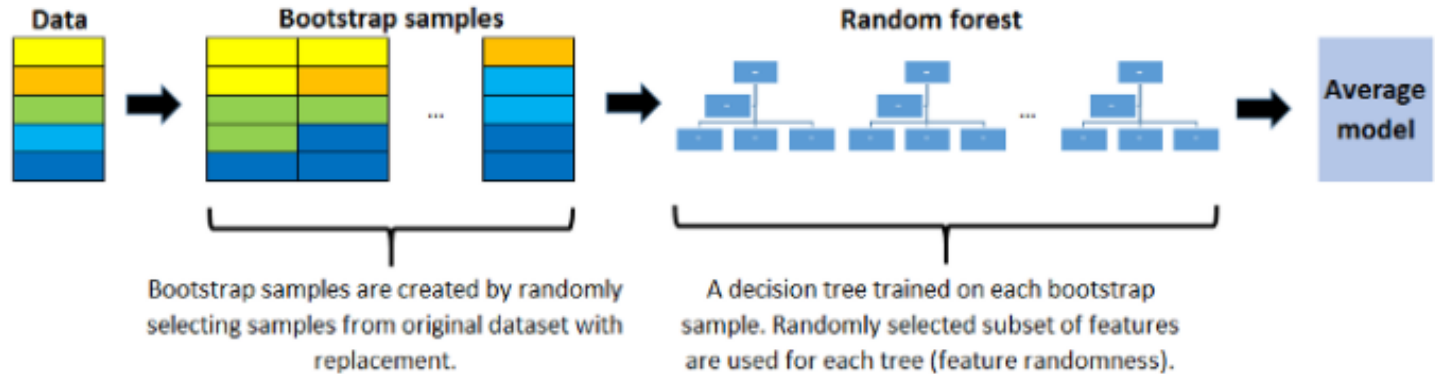 Data
Bootstrap samples
Random forest
...
...
Average
model
Bootstrap samples are created by randomly
selecting samples from original dataset with
replacement.
A decision tree trained on each bootstrap
sample. Randomly selected subset of features
are used for each tree (feature randomness).